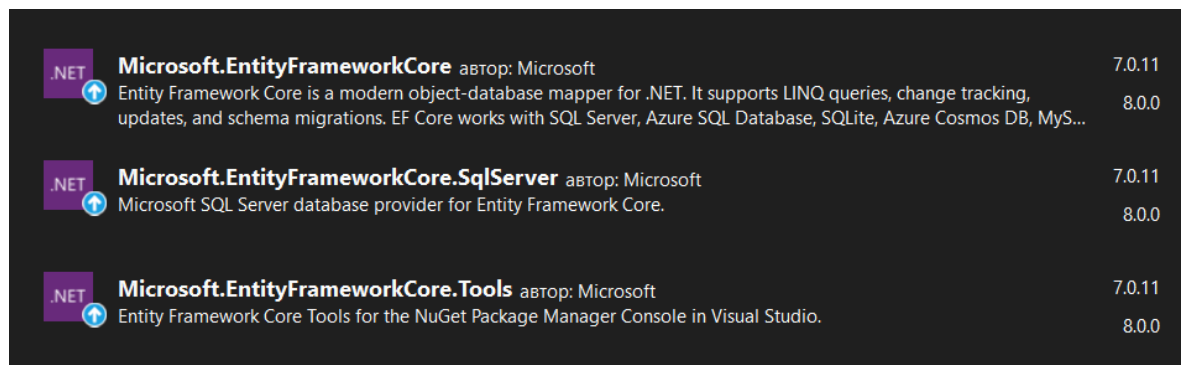 .NET Microsoft.EntityFrameworkCore автор: Microsoft 7.0.11
Entity Framework Core is a modern object-database mapper for .NET. It supports LINQ queries, change tracking, 8.0.0
updates, and schema migrations. EF Core works with SQL Server, Azure SQL Database, SQLite, Azure Cosmos DB, MyS...
.NET Microsoft.EntityFrameworkCore.SqlServer автор: Microsoft 7.0.11
Microsoft SQL Server database provider for Entity Framework Core. 8.0.0
.NET Microsoft.EntityFrameworkCore.Tools автор: Microsoft 7.0.11
Entity Framework Core Tools for the NuGet Package Manager Console in Visual Studio. 8.0.0